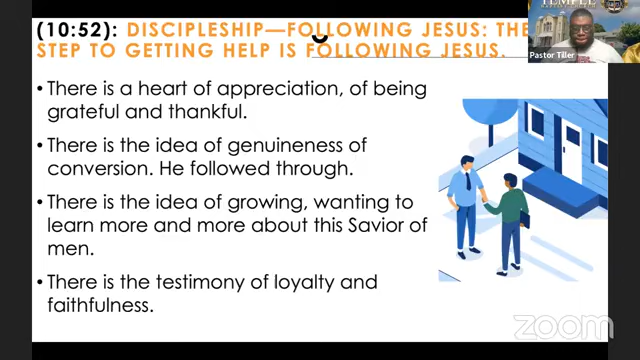 (10:52): DISCIPLESHIP—FOLLOWING JESUS: THE
STEP TO GETTING HELP IS FOLLOWING JESUS.
• There is a heart of appreciation, of being
grateful and thankful.
• There is the idea of genuineness of
conversion. He followed through.
• There is the idea of growing, wanting to
learn more and more about this Savior of
men.
• There is the testimony of loyalty and
faithfulness.
TEMPLE
Pastor Tiller
zoom